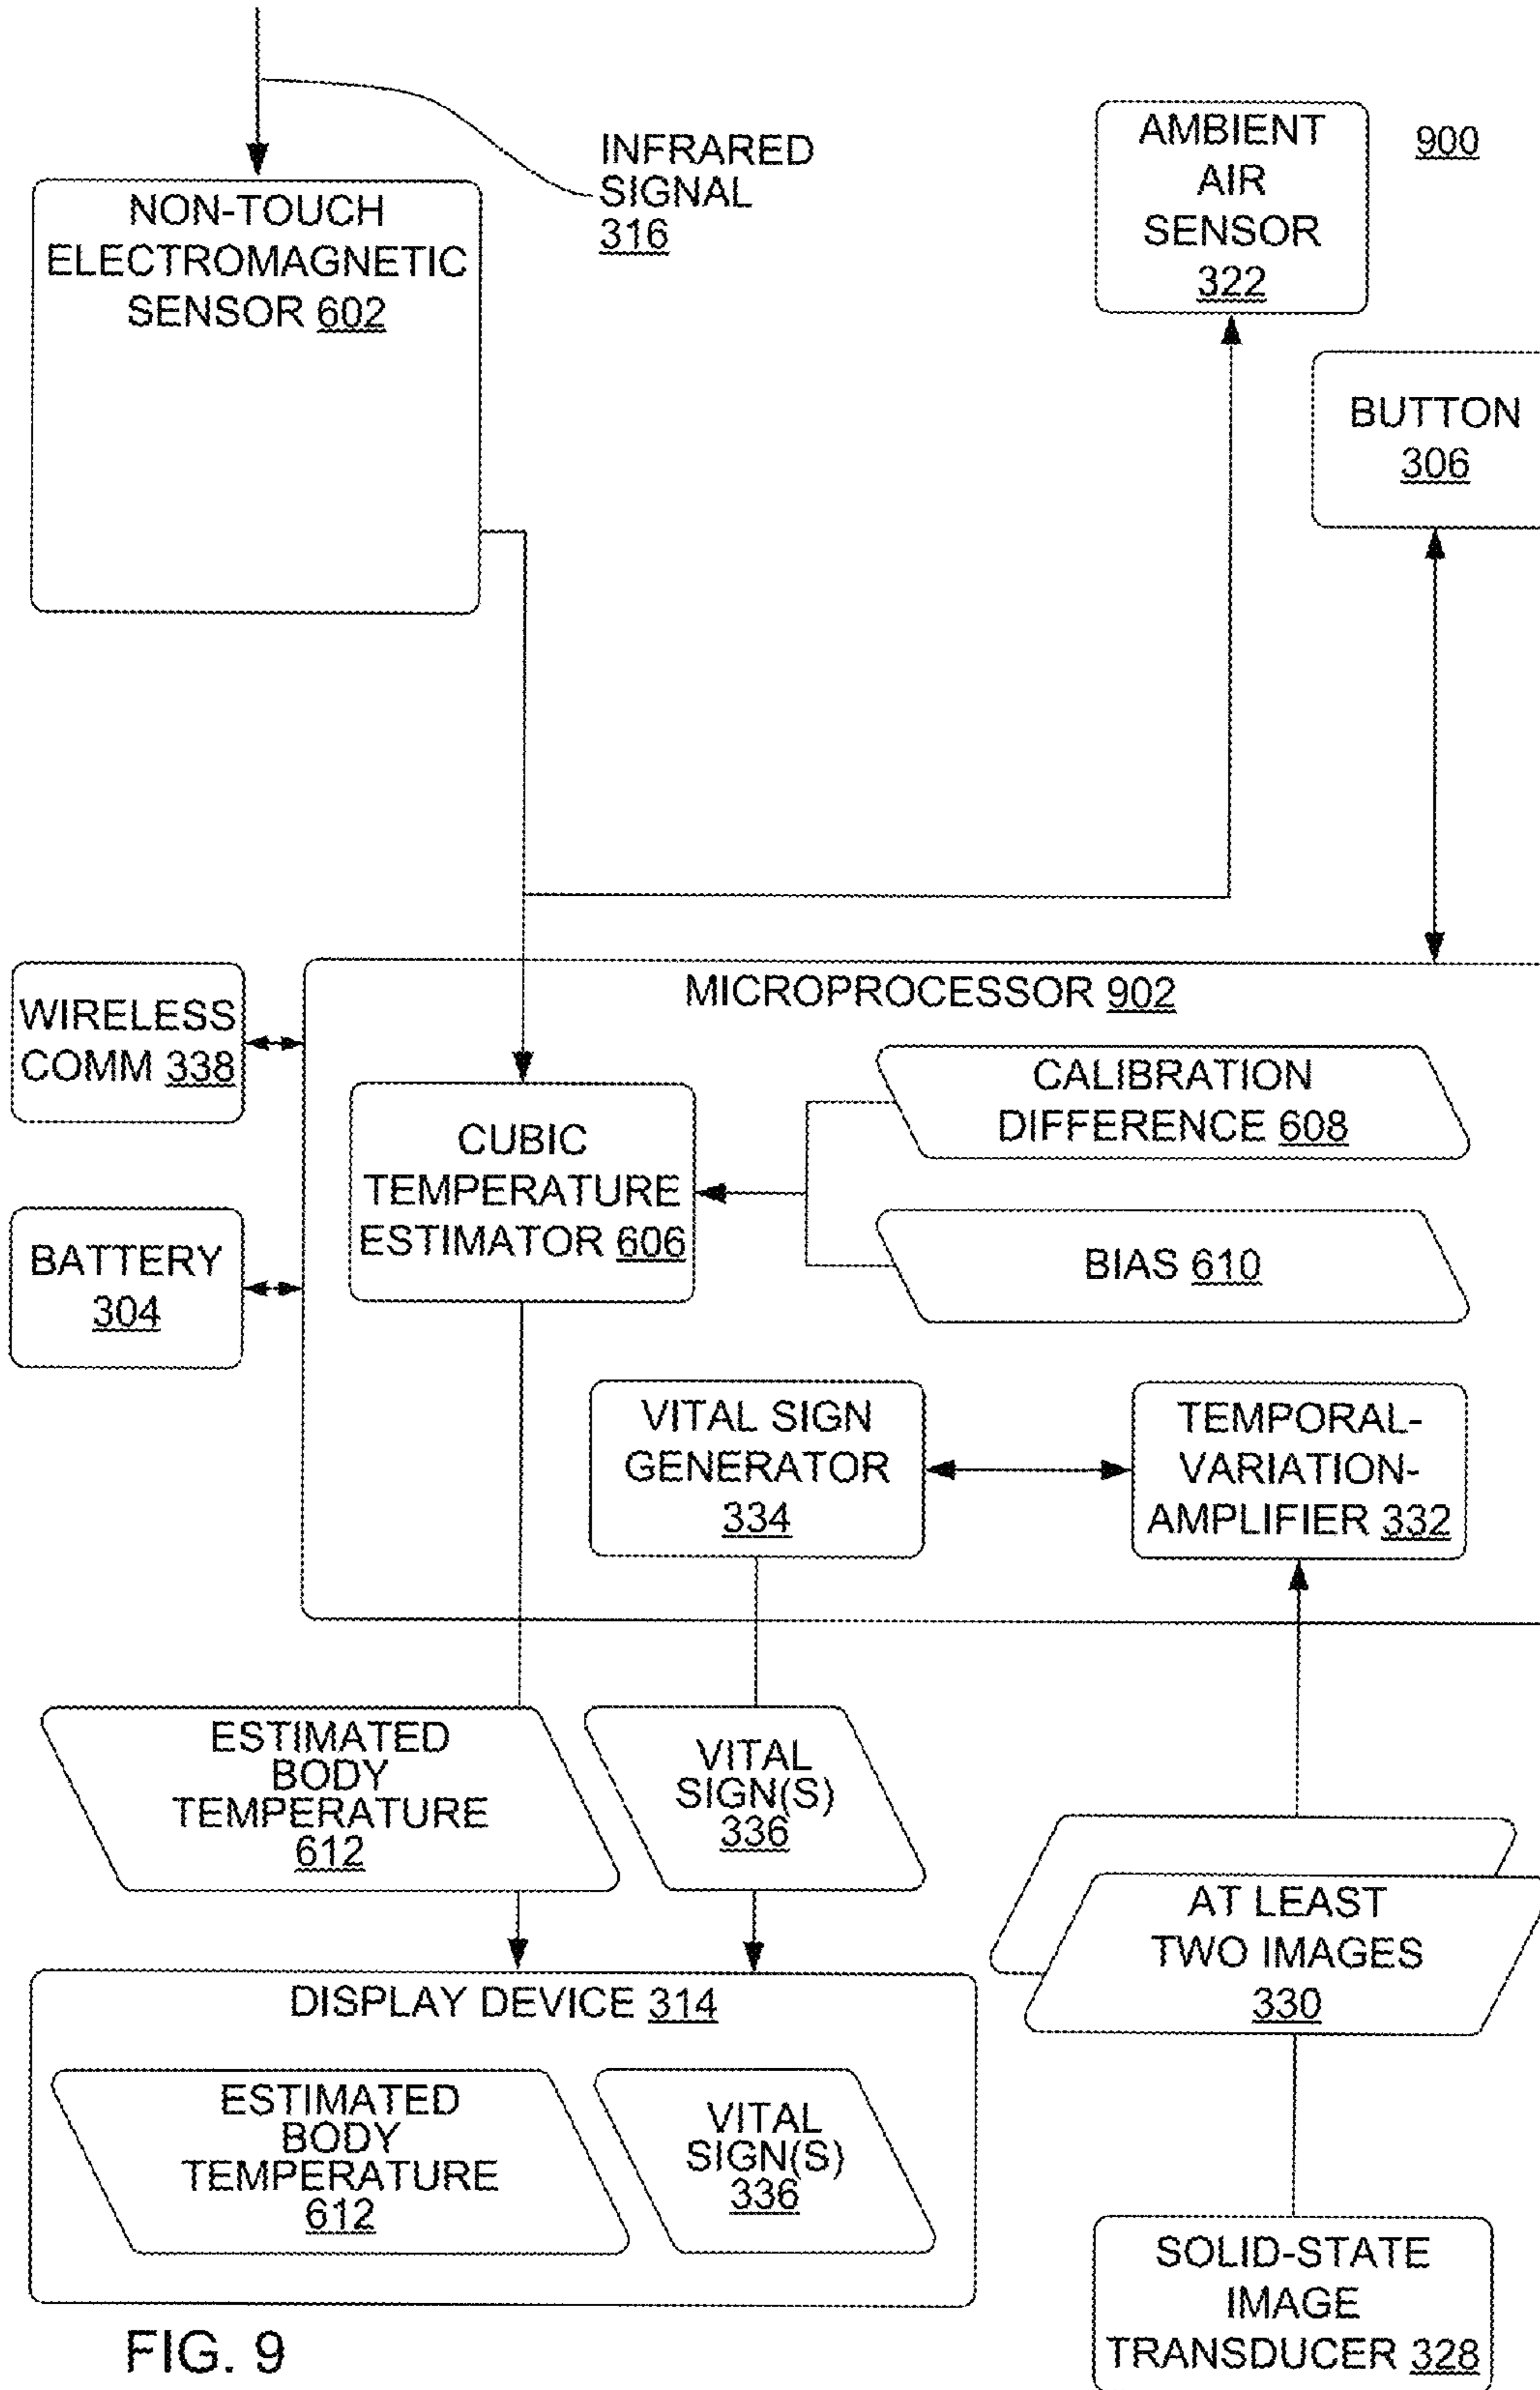 INFRARED
SIGNAL
316
AMBIENT
AIR
SENSOR
322
900
NON-TOUCH
ELECTROMAGNETIC
SENSOR 602
BUTTON
306
MICROPROCESSOR 902
WIRELESS
COMM 338
CALIBRATION
DIFFERENCE 608
CUBIC
TEMPERATURE
ESTIMATOR 606
BATTERY
304
BIAS 610
VITAL SIGN
GENERATOR
334
TEMPORAL-
VARIATION-
AMPLIFIER 332
ESTIMATED
BODY
TEMPERATURE
612
VITAL
SIGN(S)
336
AT LEAST
TWO IMAGES
330
DISPLAY DEVICE 314
ESTIMATED
BODY
TEMPERATURE
612
VITAL
SIGN(S)
336
SOLID-STATE
IMAGE
TRANSDUCER 328
FIG. 9